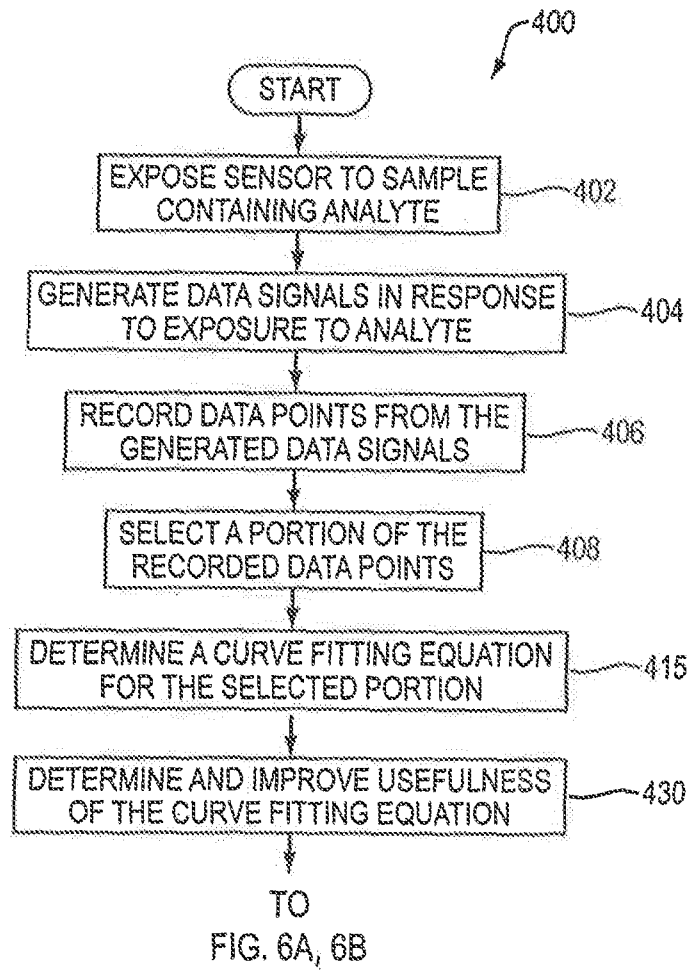 400
START
EXPOSE SENSOR TO SAMPLE
CONTAINING ANALYTE
402
GENERATE DATA SIGNALS IN RESPONSE
TO EXPOSURE TO ANALYTE
404
RECORD DATA POINTS FROM THE
GENERATED DATA SIGNALS
406
SELECT A PORTION OF THE
RECORDED DATA POINTS
408
DETERMINE A CURVE FITTING EQUATION
FOR THE SELECTED PORTION
415
DETERMINE AND IMPROVE USEFULNESS
OF THE CURVE FITTING EQUATION
430
TO
FIG. 6A, 6B